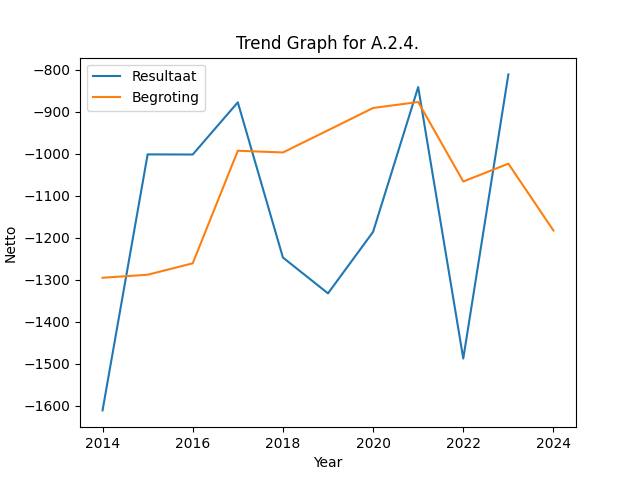 Trend Graph for A.2.4.
Resultaat
Begroting
−800
−900
−1000
−1100
−1200
−1300
−1400
−1500
−1600
Netto
2014 2016 2018 2020 2022 2024
Year